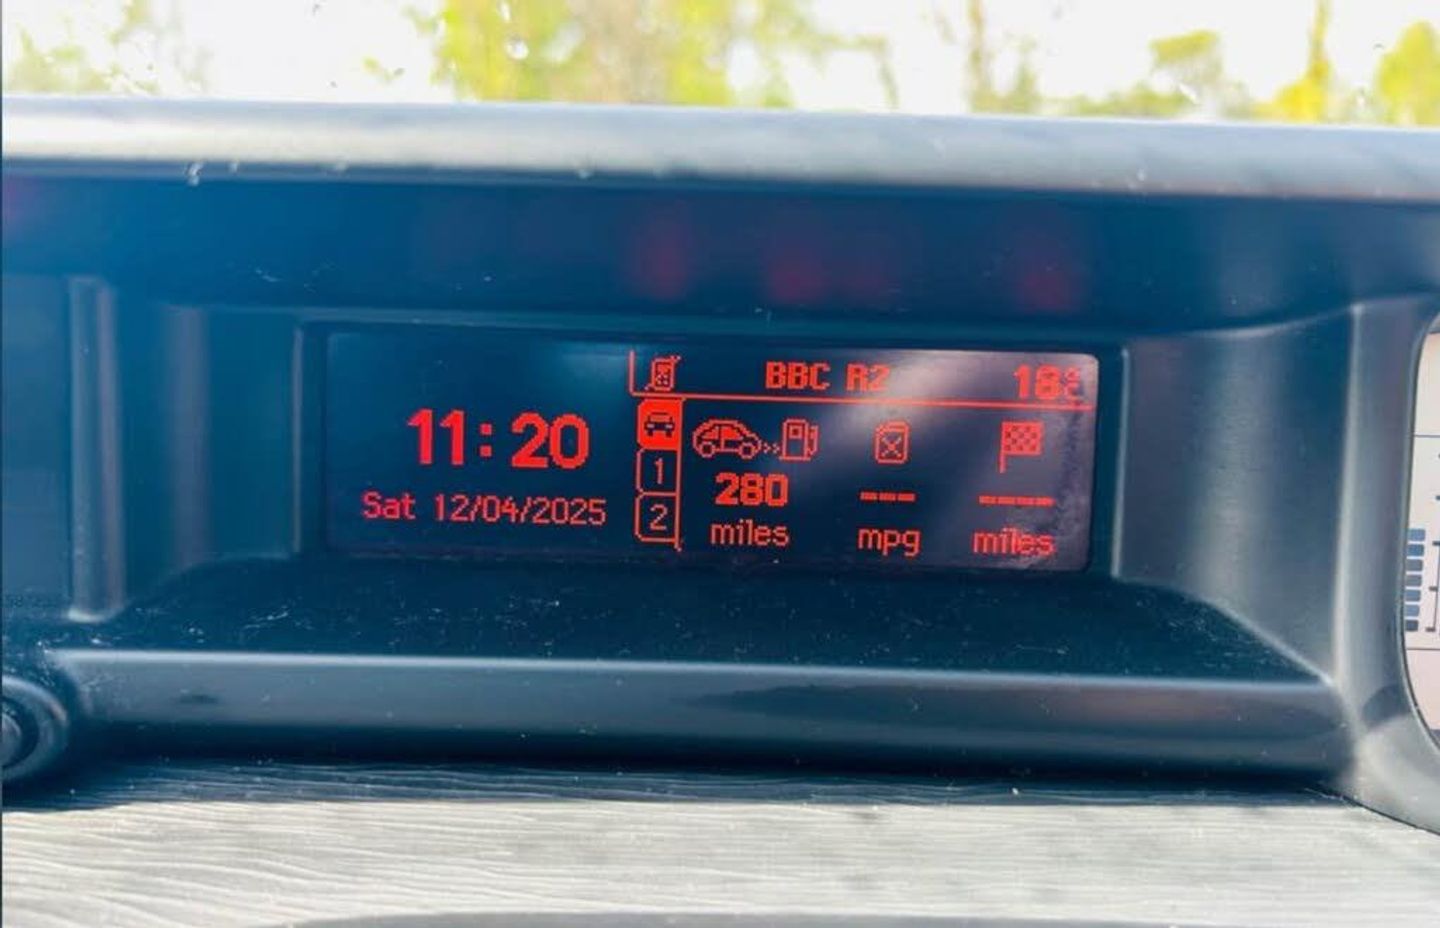 BBC R2 18°C
11:20
Sat 12/04/2025
1
2
280 --- ----
miles mpg miles